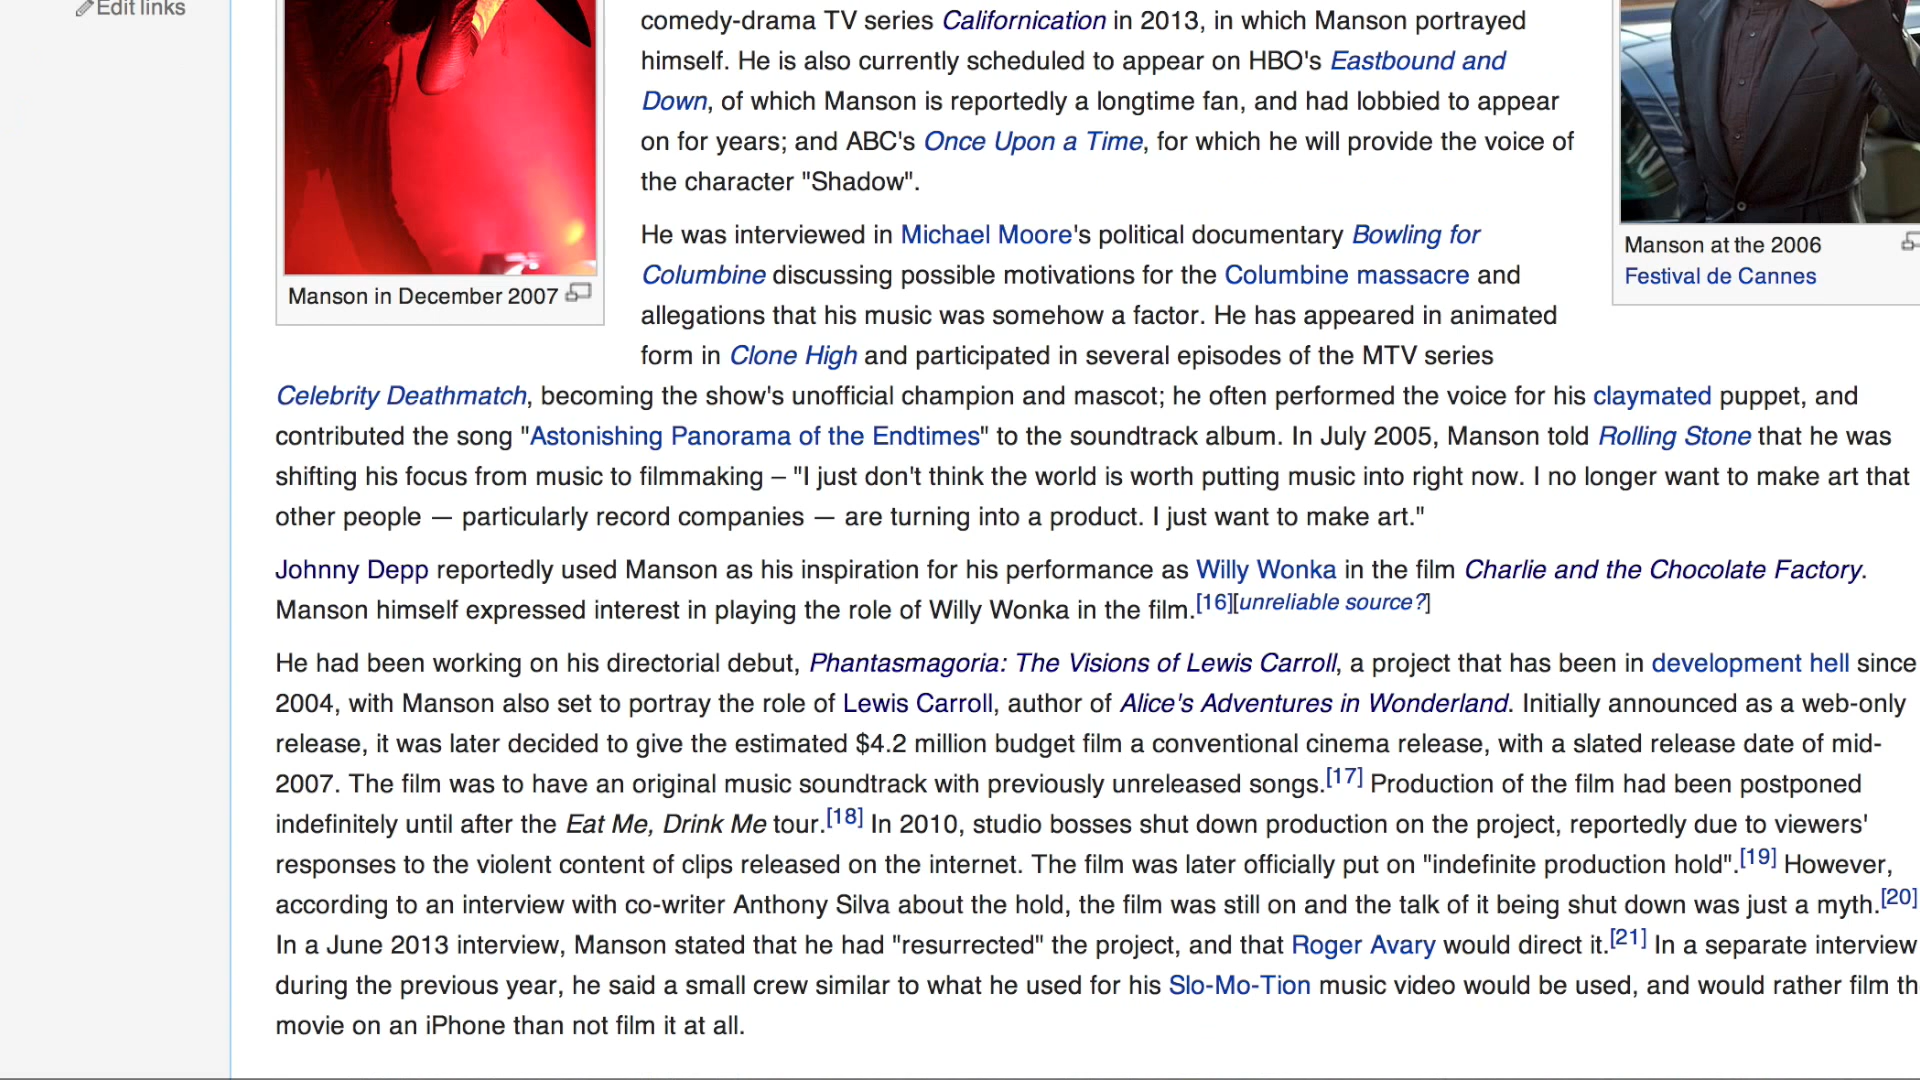 Edit links
comedy-drama TV series Californication in 2013, in which Manson portrayed
himself. He is also currently scheduled to appear on HBO's Eastbound and
Down, of which Manson is reportedly a longtime fan, and had lobbied to appear
on for years; and ABC's Once Upon a Time, for which he will provide the voice of
the character "Shadow".
He was interviewed in Michael Moore's political documentary Bowling for
Columbine discussing possible motivations for the Columbine massacre and
allegations that his music was somehow a factor. He has appeared in animated
form in Clone High and participated in several episodes of the MTV series
Celebrity Deathmatch, becoming the show's unofficial champion and mascot; he often performed the voice for his claymated puppet, and
contributed the song "Astonishing Panorama of the Endtimes" to the soundtrack album. In July 2005, Manson told Rolling Stone that he was
shifting his focus from music to filmmaking – "I just don't think the world is worth putting music into right now. I no longer want to make art that
other people — particularly record companies — are turning into a product. I just want to make art."
Johnny Depp reportedly used Manson as his inspiration for his performance as Willy Wonka in the film Charlie and the Chocolate Factory.
Manson himself expressed interest in playing the role of Willy Wonka in the film.[16][unreliable source?]
He had been working on his directorial debut, Phantasmagoria: The Visions of Lewis Carroll, a project that has been in development hell since
2004, with Manson also set to portray the role of Lewis Carroll, author of Alice's Adventures in Wonderland. Initially announced as a web-only
release, it was later decided to give the estimated $4.2 million budget film a conventional cinema release, with a slated release date of mid-
2007. The film was to have an original music soundtrack with previously unreleased songs.[17] Production of the film had been postponed
indefinitely until after the Eat Me, Drink Me tour.[18] In 2010, studio bosses shut down production on the project, reportedly due to viewers'
responses to the violent content of clips released on the internet. The film was later officially put on "indefinite production hold".[19] However,
according to an interview with co-writer Anthony Silva about the hold, the film was still on and the talk of it being shut down was just a myth.[20]
In a June 2013 interview, Manson stated that he had "resurrected" the project, and that Roger Avary would direct it.[21] In a separate interview
during the previous year, he said a small crew similar to what he used for his Slo-Mo-Tion music video would be used, and would rather film th
movie on an iPhone than not film it at all.
Manson in December 2007
Manson at the 2006
Festival de Cannes